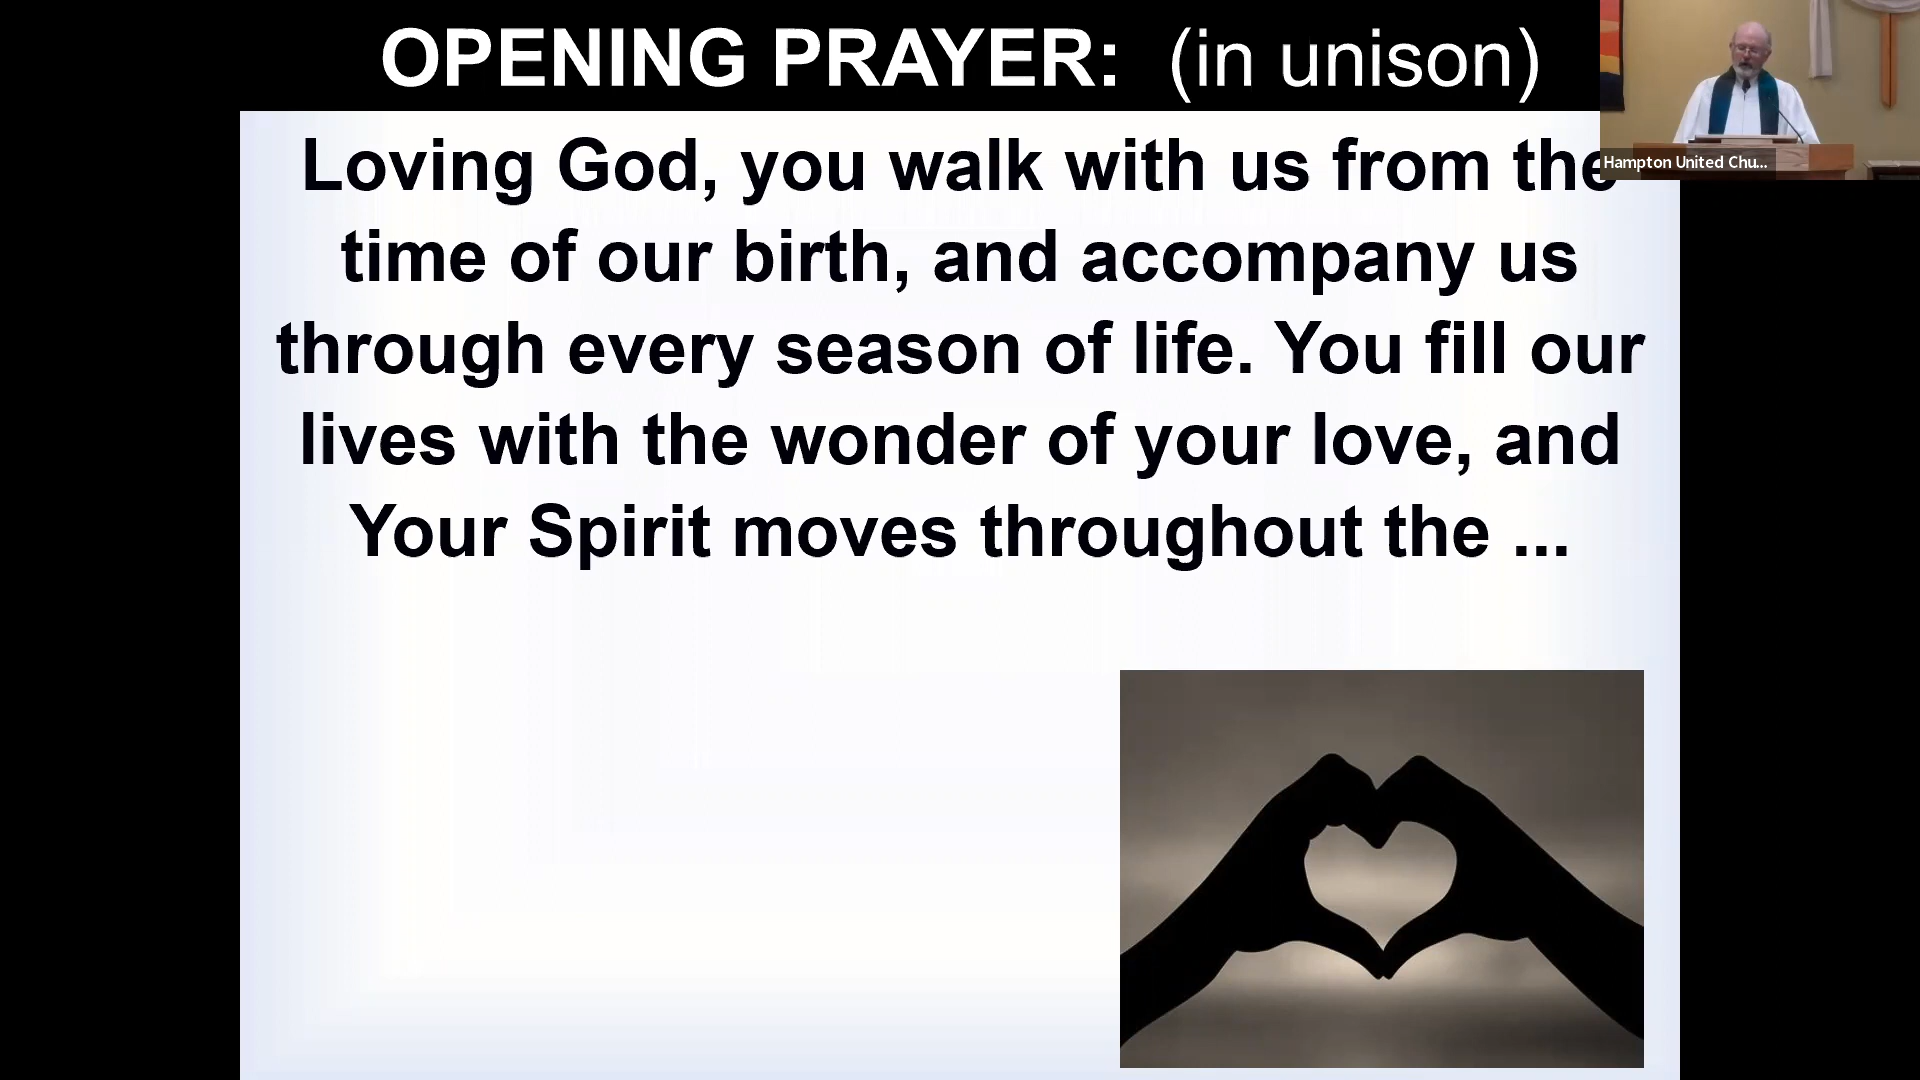 OPENING PRAYER: (in unison)
Loving God, you walk with us from the
time of our birth, and accompany us
through every season of life. You fill our
lives with the wonder of your love, and
Your Spirit moves throughout the ...
Hampton United Chu...